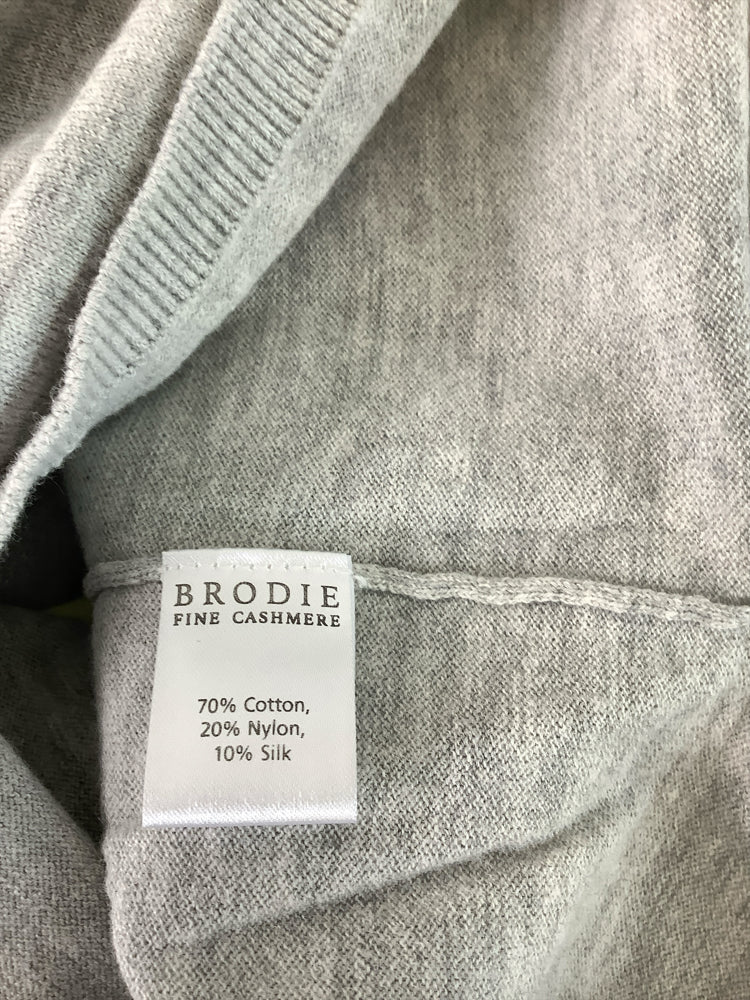 BRODIE
FINE CASHMERE
70% Cotton,
20% Nylon,
10% Silk